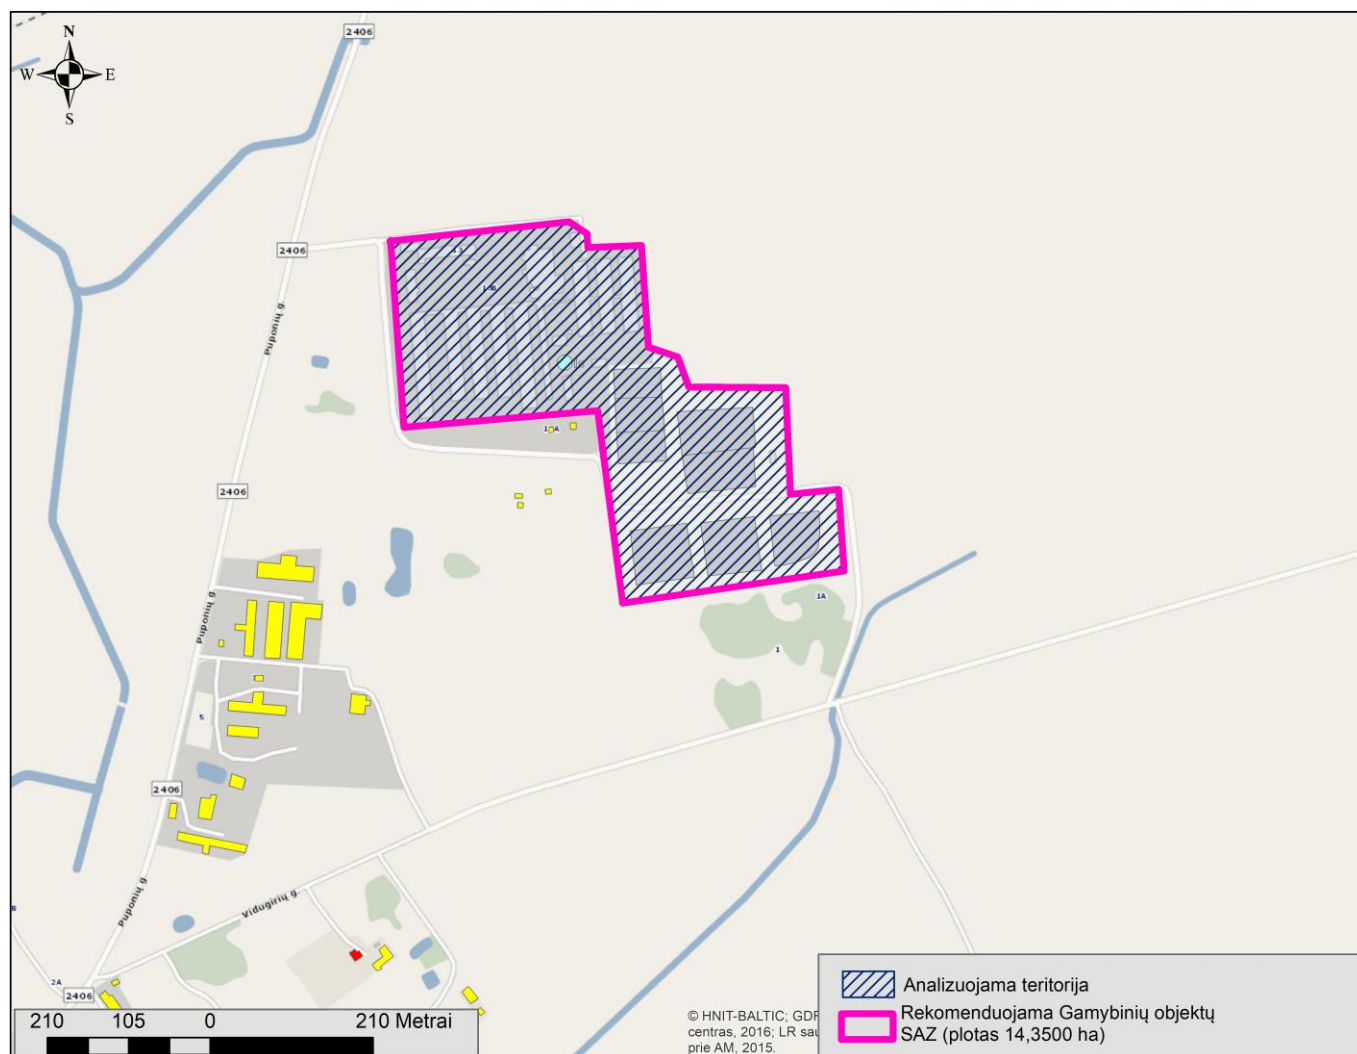 N
W E
S
2406
2406
Puponių g.
1A
2406
Puponių g.
1A
1
5
2406
Puponių g.
Vidugirių g.
2A
2406
210 105 0 210 Metrai
© HNIT-BALTIC; GDR
centras, 2016; LR sau
prie AM, 2015.
Analizuojama teritorija
Rekomenduojama Gamybinių objektų
SAZ (plotas 14,3500 ha)